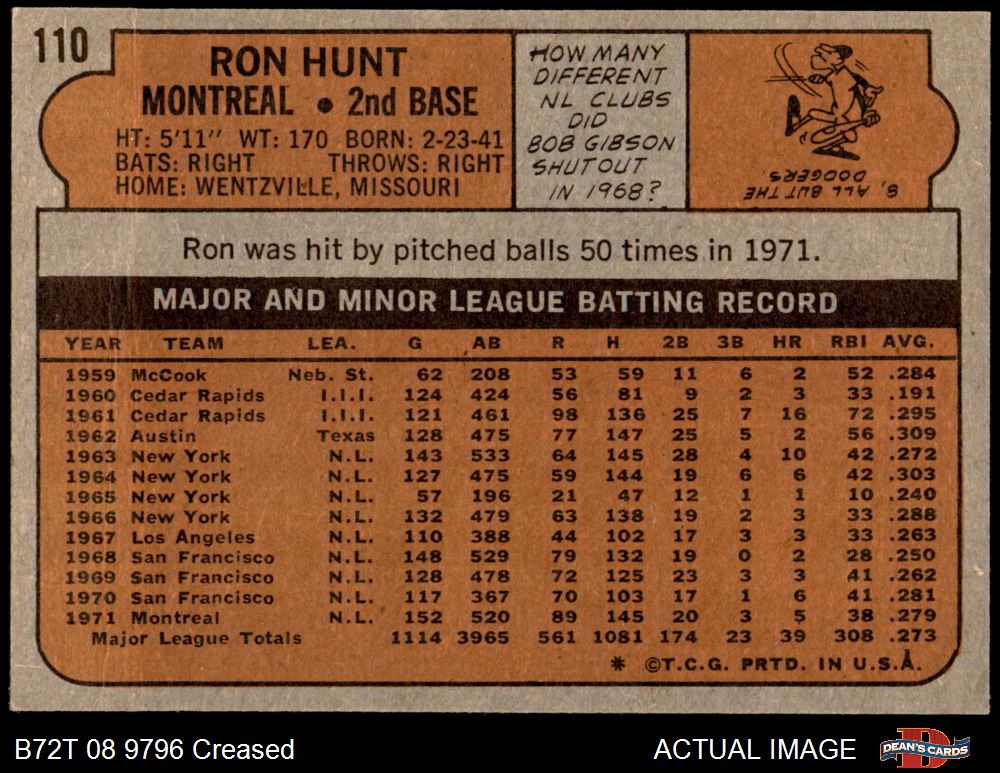 110
RON HUNT
MONTREAL • 2nd BASE
HT: 5'11" WT: 170 BORN: 2-23-41
BATS: RIGHT THROWS: RIGHT
HOME: WENTZVILLE, MISSOURI
HOW MANY
DIFFERENT
NL CLUBS
DID
BOB GIBSON
SHUTOUT
IN 1968?
8, ALL BUT THE
DODGERS.
Ron was hit by pitched balls 50 times in 1971.
MAJOR AND MINOR LEAGUE BATTING RECORD
YEAR TEAM LEA. G AB R H 2B 3B HR RBI AVG.
1959 McCook Neb. St. 62 208 53 59 11 6 2 52 .284
1960 Cedar Rapids I.I.I. 124 424 56 81 9 2 3 33 .191
1961 Cedar Rapids I.I.I. 121 461 98 136 25 7 16 72 .295
1962 Austin Texas 128 475 77 147 25 5 2 56 .309
1963 New York N.L. 143 533 64 145 28 4 10 42 .272
1964 New York N.L. 127 475 59 144 19 6 6 42 .303
1965 New York N.L. 57 196 21 47 12 1 1 10 .240
1966 New York N.L. 132 479 63 138 19 2 3 33 .288
1967 Los Angeles N.L. 110 388 44 102 17 3 3 33 .263
1968 San Francisco N.L. 148 529 79 132 19 0 2 28 .250
1969 San Francisco N.L. 128 478 72 125 23 3 3 41 .262
1970 San Francisco N.L. 117 367 70 103 17 1 6 41 .281
1971 Montreal N.L. 152 520 89 145 20 3 5 38 .279
Major League Totals 1114 3965 561 1081 174 23 39 308 .273
* ©T.C.G. PRTD. IN U.S.A.
B72T 08 9796 Creased
ACTUAL IMAGE
DEAN'S CARDS